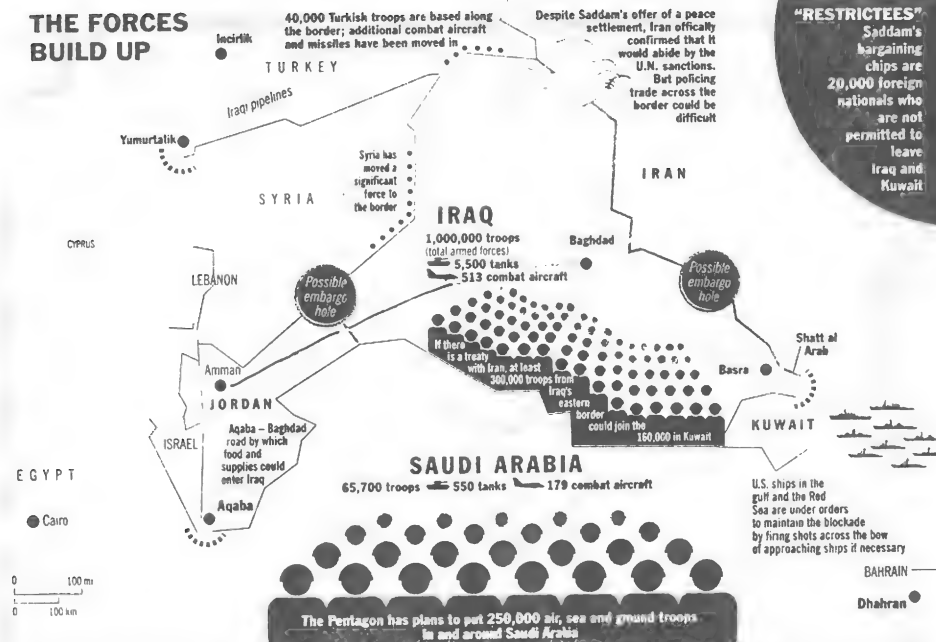 THE FORCES
BUILD UP
40,000 Turkish troops are based along
the border; additional combat aircraft
and missiles have been moved in
Despite Saddam's offer of a peace
settlement, Iran offically
confirmed that it
would abide by the
U.N. sanctions.
But policing
trade across the
border could be
difficult
"RESTRICTEES"
Saddam's
bargaining
chips are
20,000 foreign
nationals who
are not
permitted to
leave
Iraq and
Kuwait
Incirlik
TURKEY
Iraqi pipelines
Yumurtalik
Syria has
moved a
significant
force to
the border
SYRIA
IRAN
IRAQ
1,000,000 troops
(total armed forces)
5,500 tanks
513 combat aircraft
Baghdad
CYPRUS
LEBANON
Possible
embargo
hole
Possible
embargo
hole
If there
is a treaty
with Iran, at least
300,000 troops from
Iraq's
eastern
border
could join the
160,000 in Kuwait
Shatt al
Arab
Basra
Amman
JORDAN
KUWAIT
ISRAEL
Aqaba – Baghdad
road by which
food and
supplies could
enter Iraq
EGYPT
SAUDI ARABIA
65,700 troops 550 tanks 179 combat aircraft
U.S. ships in the
gulf and the Red
Sea are under orders
to maintain the blockade
by firing shots across the bow
of approaching ships if necessary
Aqaba
Cairo
BAHRAIN
0 100 mi
0 100 km
Dhahran
The Pentagon has plans to put 250,000 air, sea and ground troops
in and around Saudi Arabia